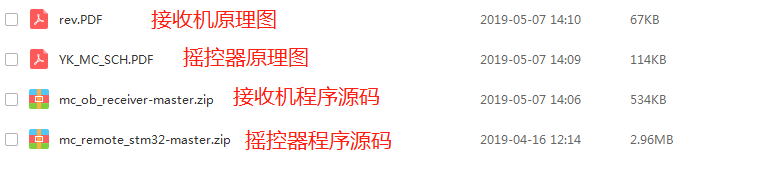 rev.PDF 接收机原理图 2019-05-07 14:10 67KB
YK_MC_SCH.PDF 摇控器原理图 2019-05-07 14:09 114KB
mc_ob_receiver-master.zip 接收机程序源码 2019-05-07 14:06 534KB
mc_remote_stm32-master.zip 摇控器程序源码 2019-04-16 12:14 2.96MB